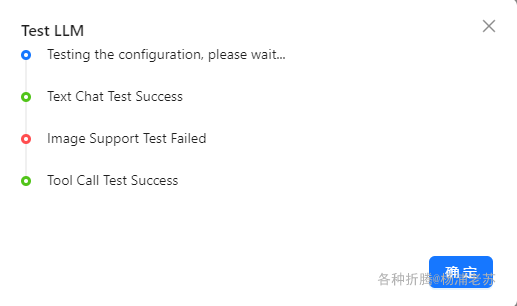 Test LLM
Testing the configuration, please wait...
Text Chat Test Success
Image Support Test Failed
Tool Call Test Success
确 定
各种折腾@杨浦老苏